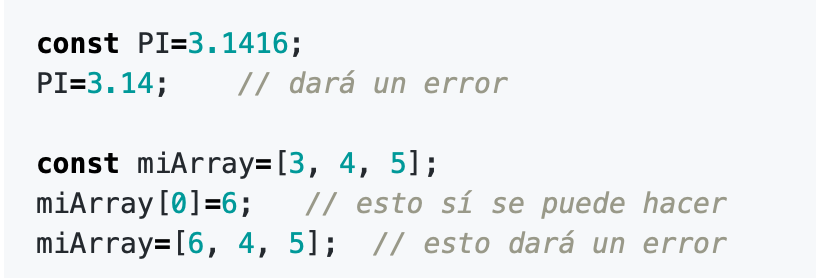 const PI=3.1416;
PI=3.14;    // dará un error
const miArray=[3, 4, 5];
miArray[0]=6;   // esto sí se puede hacer
miArray=[6, 4, 5];  // esto dará un error